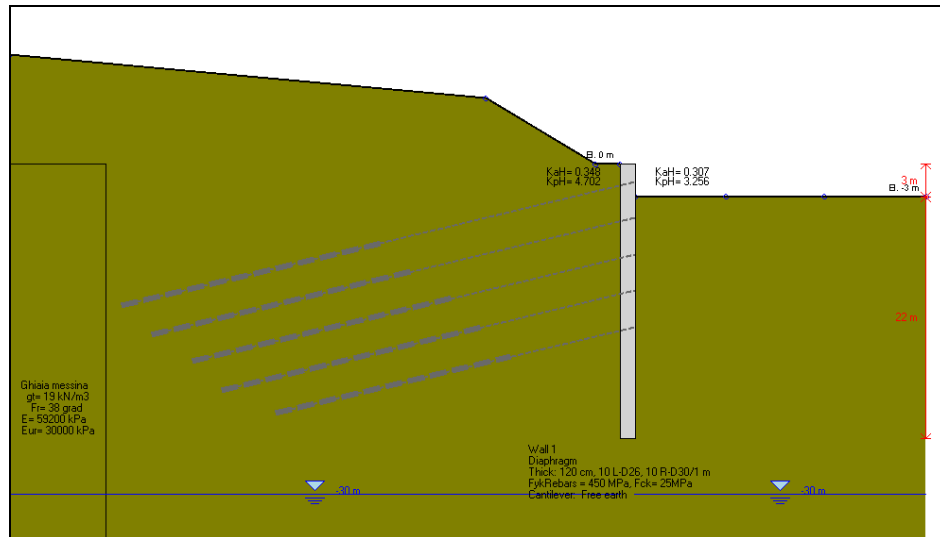 El. 0 m
KaH= 0.348
KpH= 4.702
KaH= 0.307
KpH= 3.256
3 m
El. -3 m
22 m
Ghiaia messina
gt= 19 kN/m3
Fr= 38 grad
E= 59200 kPa
Eur= 30000 kPa
Wall 1
Diaphragm
Thick: 120 cm, 10 L-D26, 10 R-D30/1 m
FykRebars = 450 MPa, Fck= 25MPa
Cantilever: Free earth
-30 m
-30 m